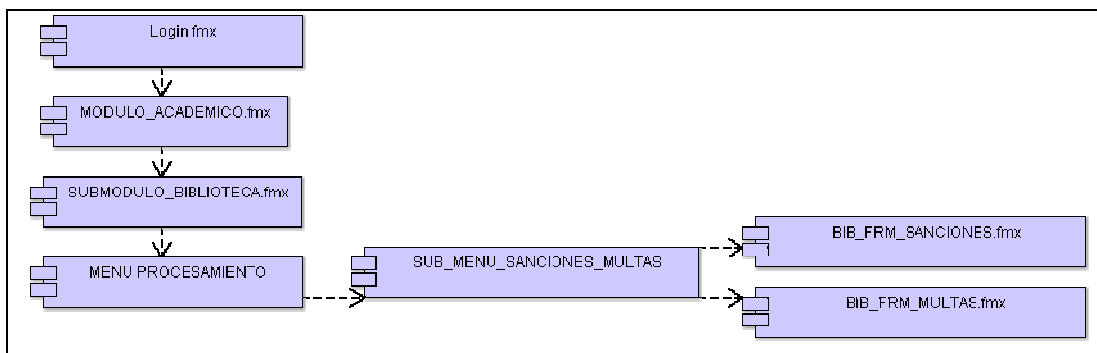 Login.fmx
MODULO_ACADEMICO.fmx
SUBMODULO_BIBLIOTECA.fmx
MENU PROCESAMIENTO
SUB_MENU_SANCIONES_MULTAS
BIB_FRM_SANCIONES.fmx
BIB_FRM_MULTAS.fmx